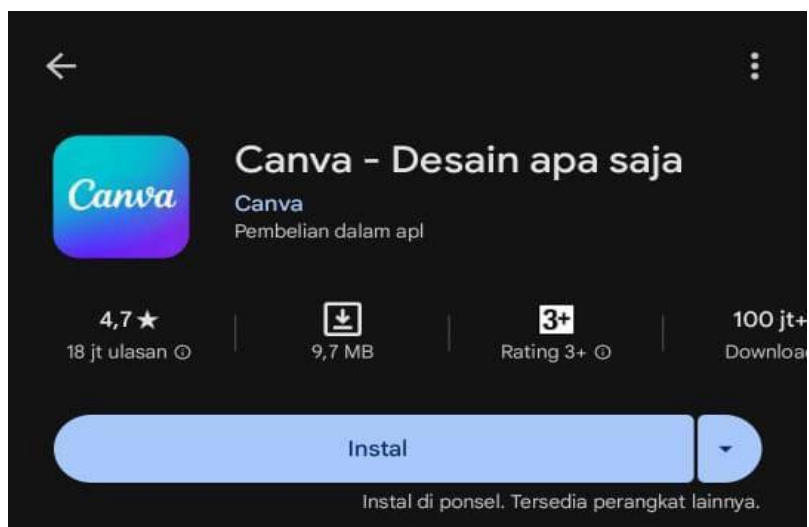 Canva - Desain apa saja
Canva
Canva
Pembelian dalam apl
4,7★
18 jt ulasan
9,7 MB
3+
Rating 3+
100 jt+
Downloa
Instal
Instal di ponsel. Tersedia perangkat lainnya.